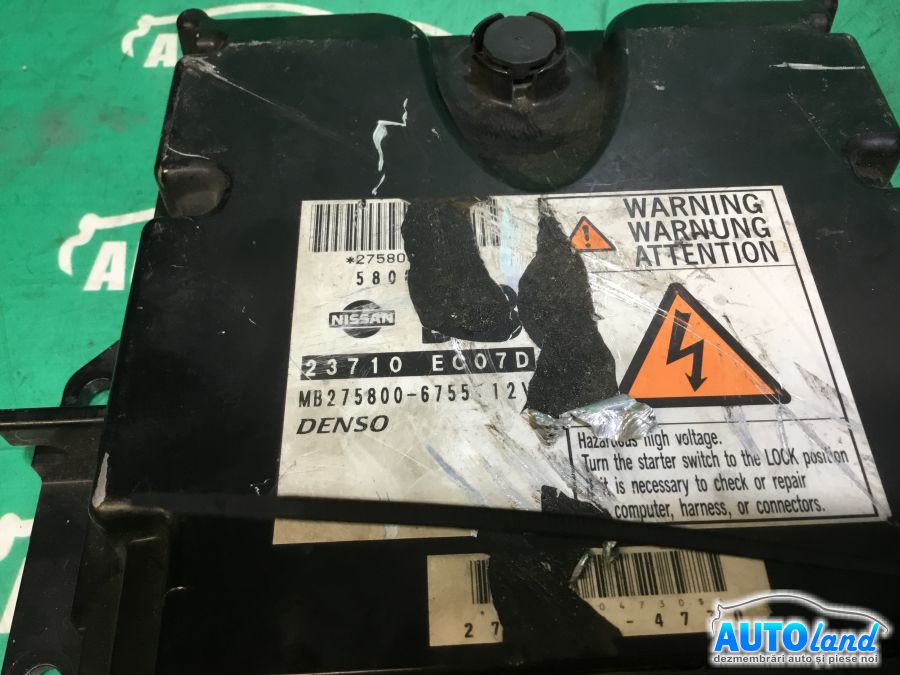 WARNING
WARNUNG
ATTENTION
*27580
580
NISSAN
23710 EC07D
MB275800-6755 12V
DENSO
Hazardous high voltage.
Turn the starter switch to the LOCK position
if it is necessary to check or repair
computer, harness, or connectors.
AUTOland
dezmembrări auto și piese noi